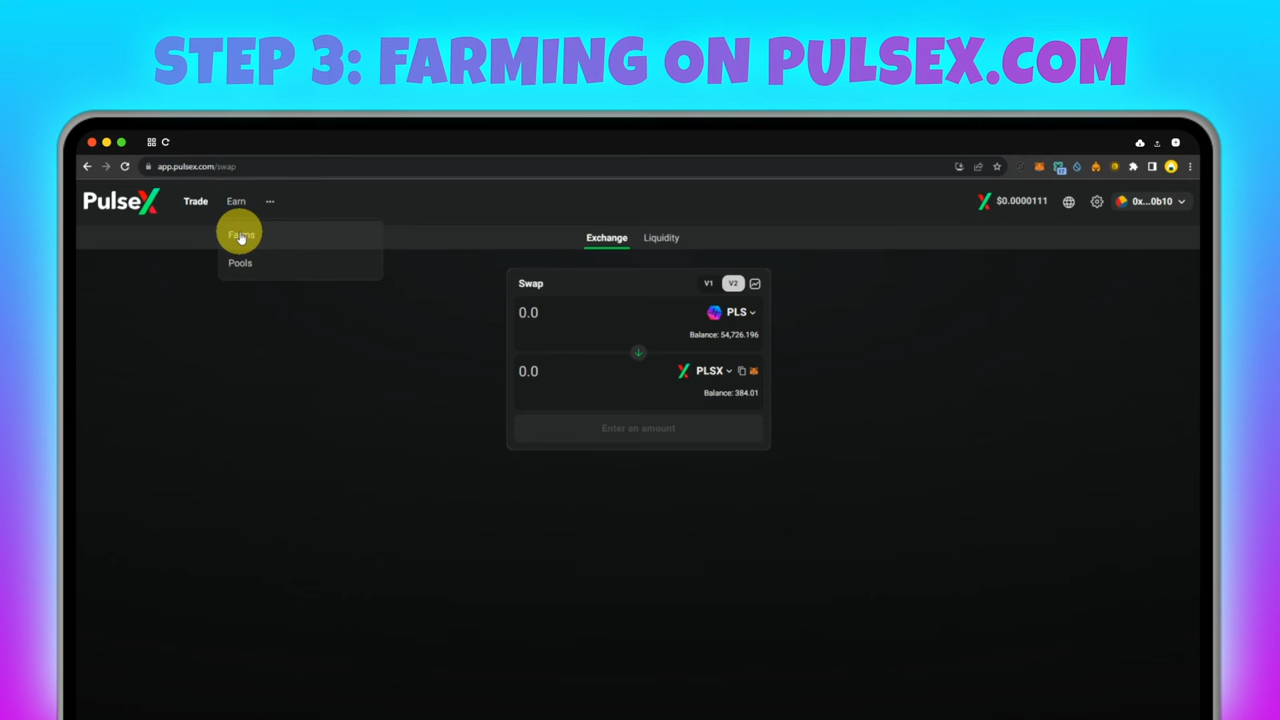 STEP 3: FARMING ON PULSEX.COM
app.pulsex.com/swap
PulseX
Trade
Earn
$0.0000111
0x...0b10
Farms
Pools
Exchange
Liquidity
Swap
V1
V2
0.0
PLS
Balance: 54,726.196
0.0
PLSX
Balance: 384.01
Enter an amount